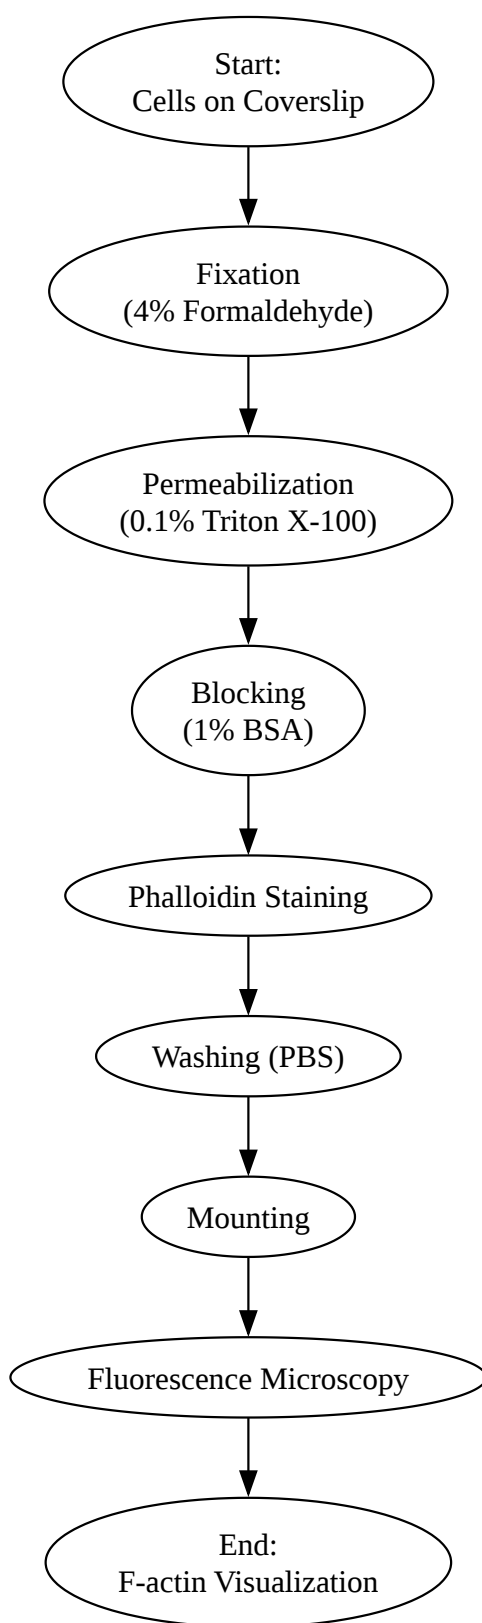 Start:
Cells on Coverslip
Fixation
(4% Formaldehyde)
Permeabilization
(0.1% Triton X-100)
Blocking
(1% BSA)
Phalloidin Staining
Washing (PBS)
Mounting
Fluorescence Microscopy
End:
F-actin Visualization